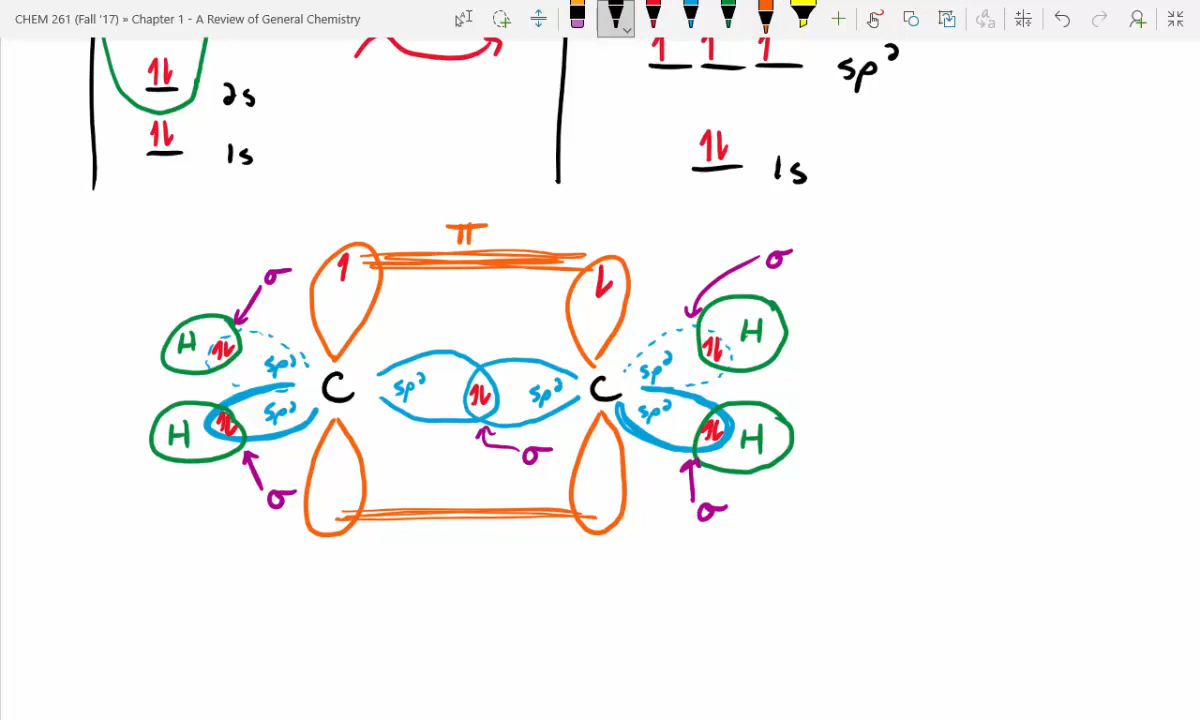 CHEM 261 (Fall '17) » Chapter 1 - A Review of General Chemistry
2s
sp²
1s
1s
π
σ
σ
H
sp²
sp²
H
C
sp²
sp²
C
H
sp²
sp²
H
σ
σ
σ